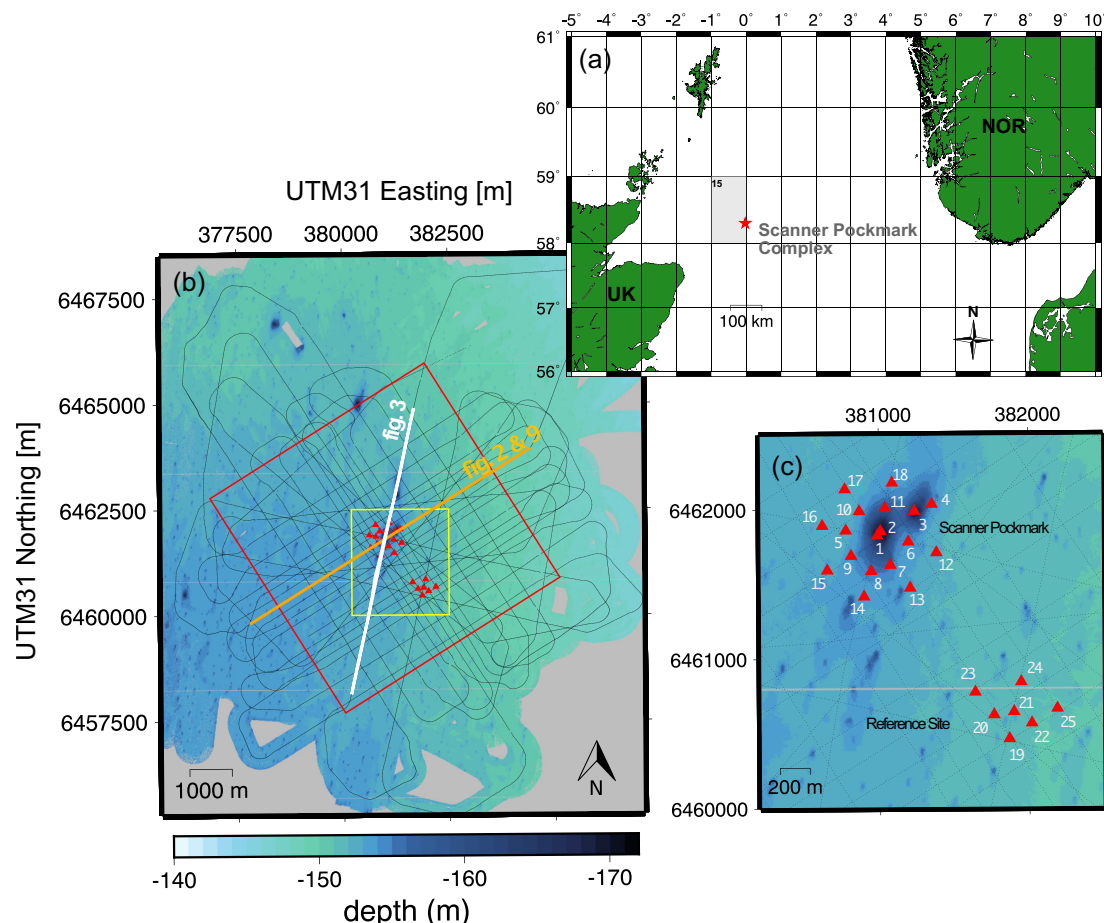 -5° -4° -3° -2° -1° 0° 1° 2° 3° 4° 5° 6° 7° 8° 9° 10°
61°
60°
59°
58°
57°
56°
(a)
NOR
15
Scanner Pockmark
Complex
UK
100 km
N
UTM31 Easting [m]
377500 380000 382500
(b)
6467500
6465000
6462500
6460000
6457500
UTM31 Northing [m]
fig. 3
fig. 2 & 9
1000 m
N
-140 -150 -160 -170
depth (m)
381000 382000
(c)
6462000
6461000
6460000
17 18
10 11 4
16 2 3
5 1 6 Scanner Pockmark
9 8 7 12
15
14 13
23 24
20 21
Reference Site 22 25
19
200 m